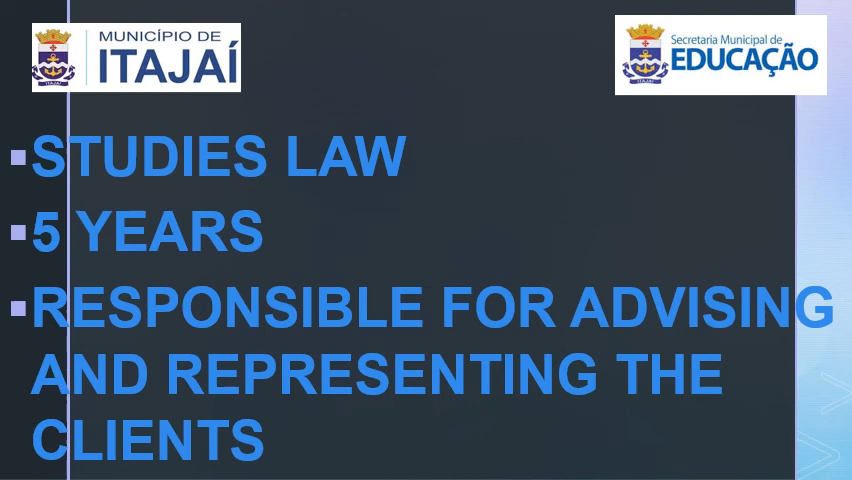 MUNICÍPIO DE
ITAJAÍ
Secretaria Municipal de
EDUCAÇÃO
▪STUDIES LAW
▪5 YEARS
▪RESPONSIBLE FOR ADVISING
AND REPRESENTING THE
CLIENTS